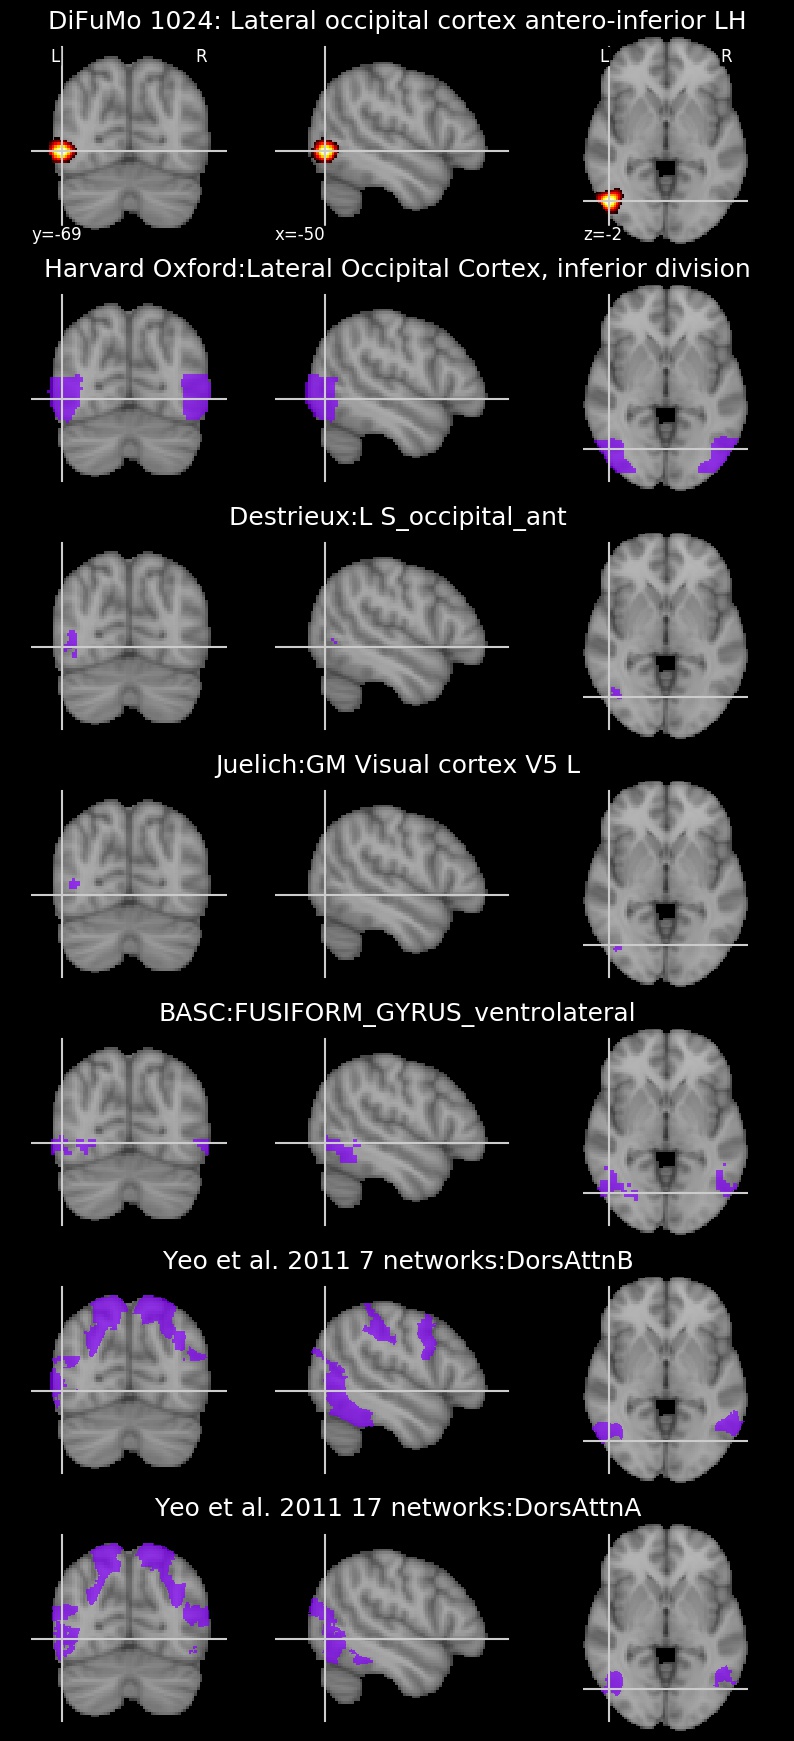 DiFuMo 1024: Lateral occipital cortex antero-inferior LH
L R L R
y=-69 x=-50 z=-2
Harvard Oxford:Lateral Occipital Cortex, inferior division
Destrieux:L S_occipital_ant
Juelich:GM Visual cortex V5 L
BASC:FUSIFORM_GYRUS_ventrolateral
Yeo et al. 2011 7 networks:DorsAttnB
Yeo et al. 2011 17 networks:DorsAttnA